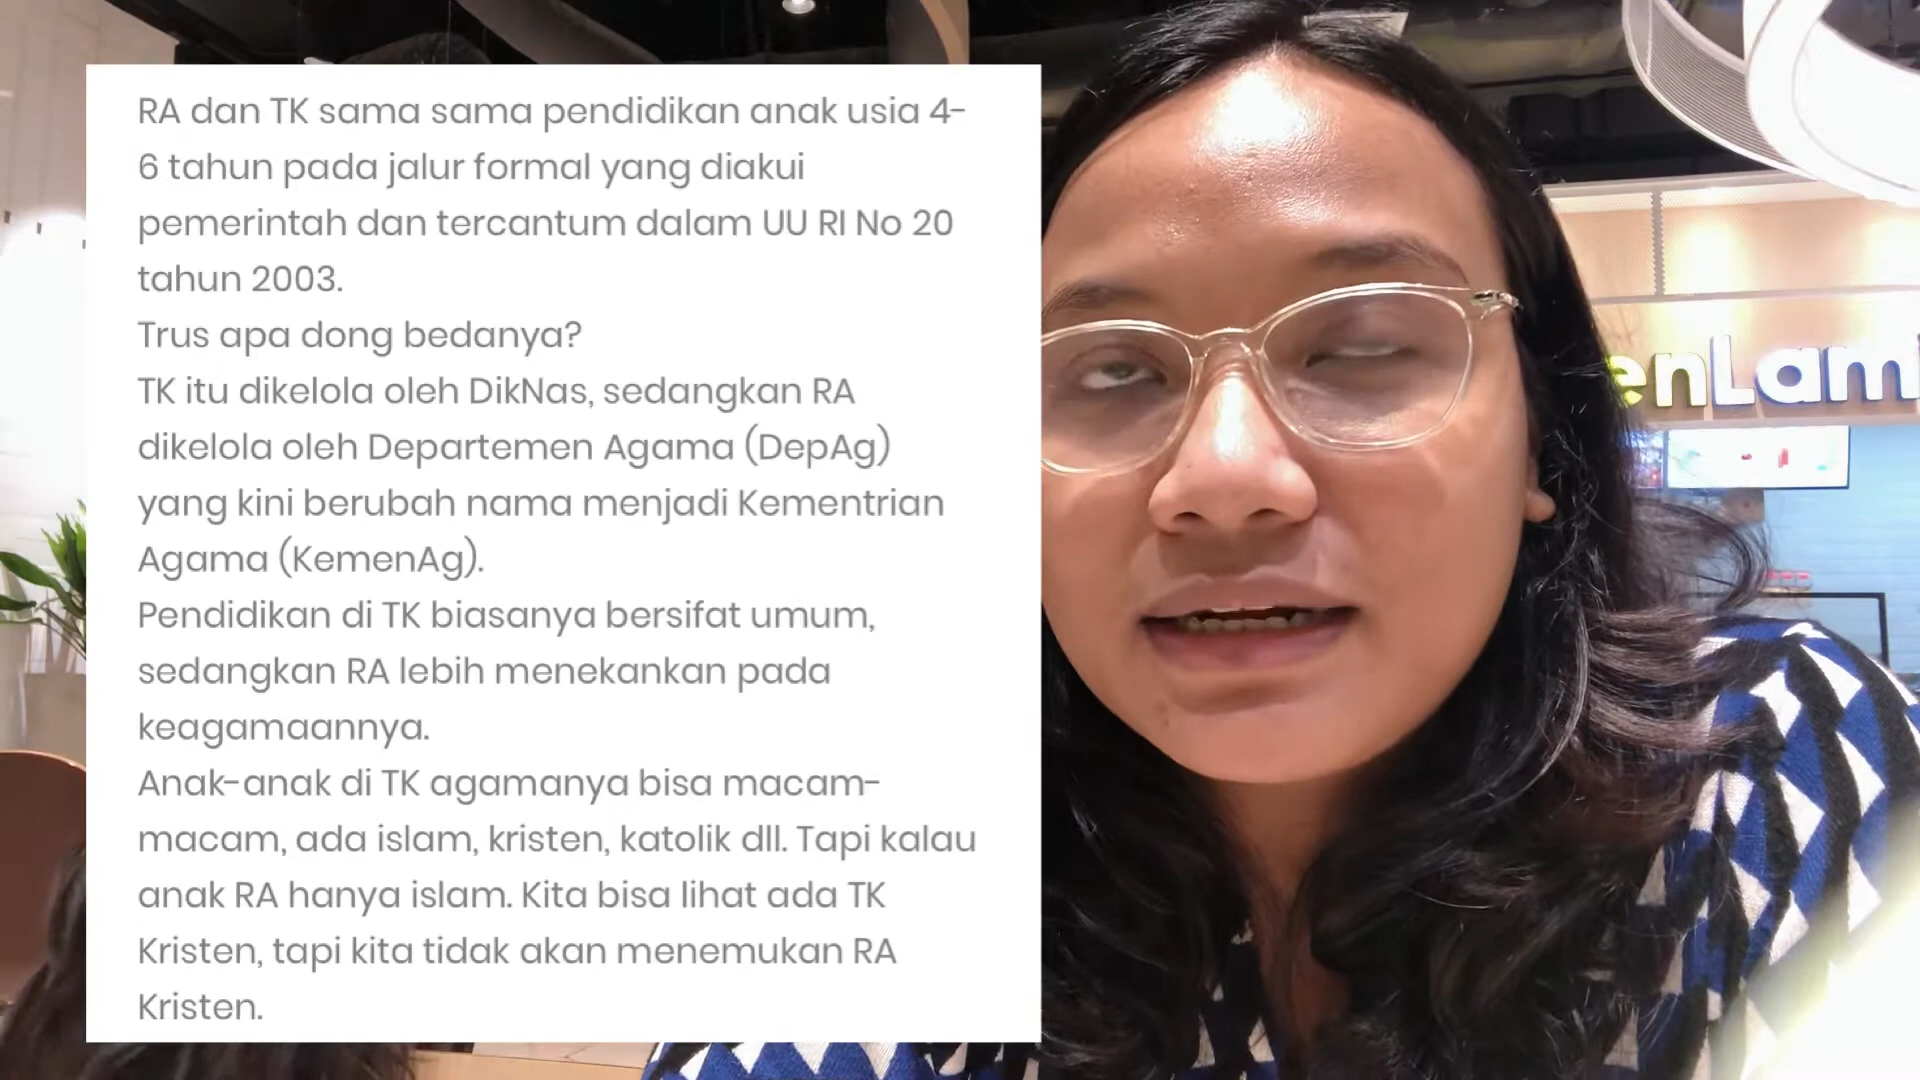 RA dan TK sama sama pendidikan anak usia 4-
6 tahun pada jalur formal yang diakui
pemerintah dan tercantum dalam UU RI No 20
tahun 2003.
Trus apa dong bedanya?
TK itu dikelola oleh DikNas, sedangkan RA
dikelola oleh Departemen Agama (DepAg)
yang kini berubah nama menjadi Kementrian
Agama (KemenAg).
Pendidikan di TK biasanya bersifat umum,
sedangkan RA lebih menekankan pada
keagamaannya.
Anak-anak di TK agamanya bisa macam-
macam, ada islam, kristen, katolik dll. Tapi kalau
anak RA hanya islam. Kita bisa lihat ada TK
Kristen, tapi kita tidak akan menemukan RA
Kristen.
enLam